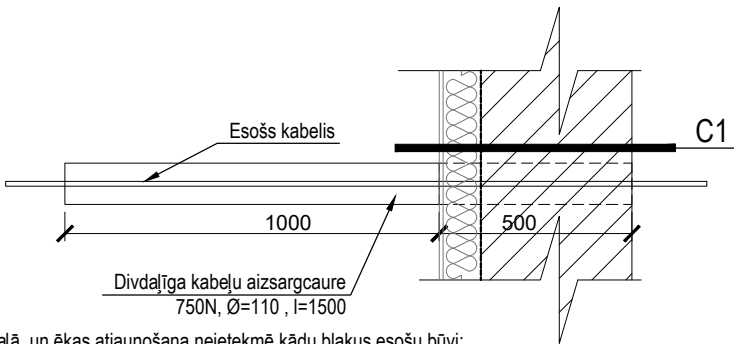 Esošs kabelis
C1
1000
500
Divdaļīga kabeļu aizsargcaure
750N, Ø=110 , l=1500
un ēkas atjaunošana neietekmē kādu blakus esošu būvi;